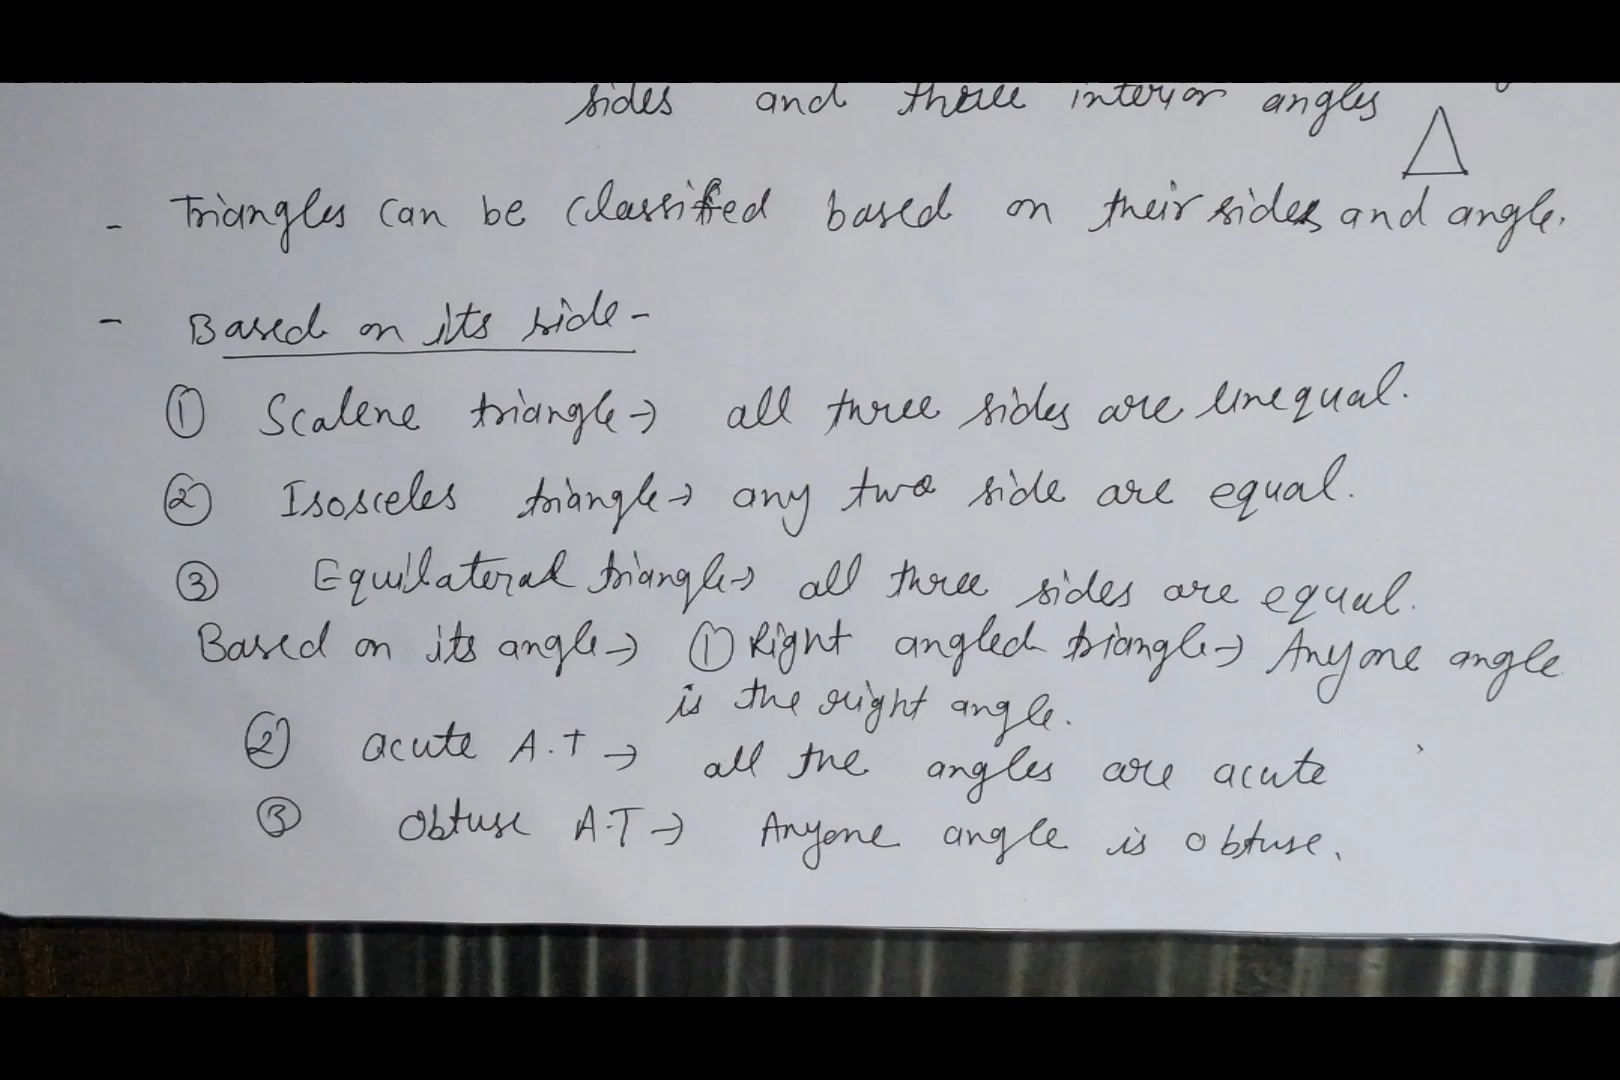 sides and three interior angles
- Triangles can be classified based on their sides and angle.
- Based on its side -
① Scalene triangle → all three sides are unequal.
② Isosceles triangle → any two side are equal.
③ Equilateral triangle → all three sides are equal.
Based on its angle → ① Right angled triangle → Anyone angle
is the right angle.
② acute A.T → all the angles are acute
③ Obtuse A.T → Anyone angle is obtuse.